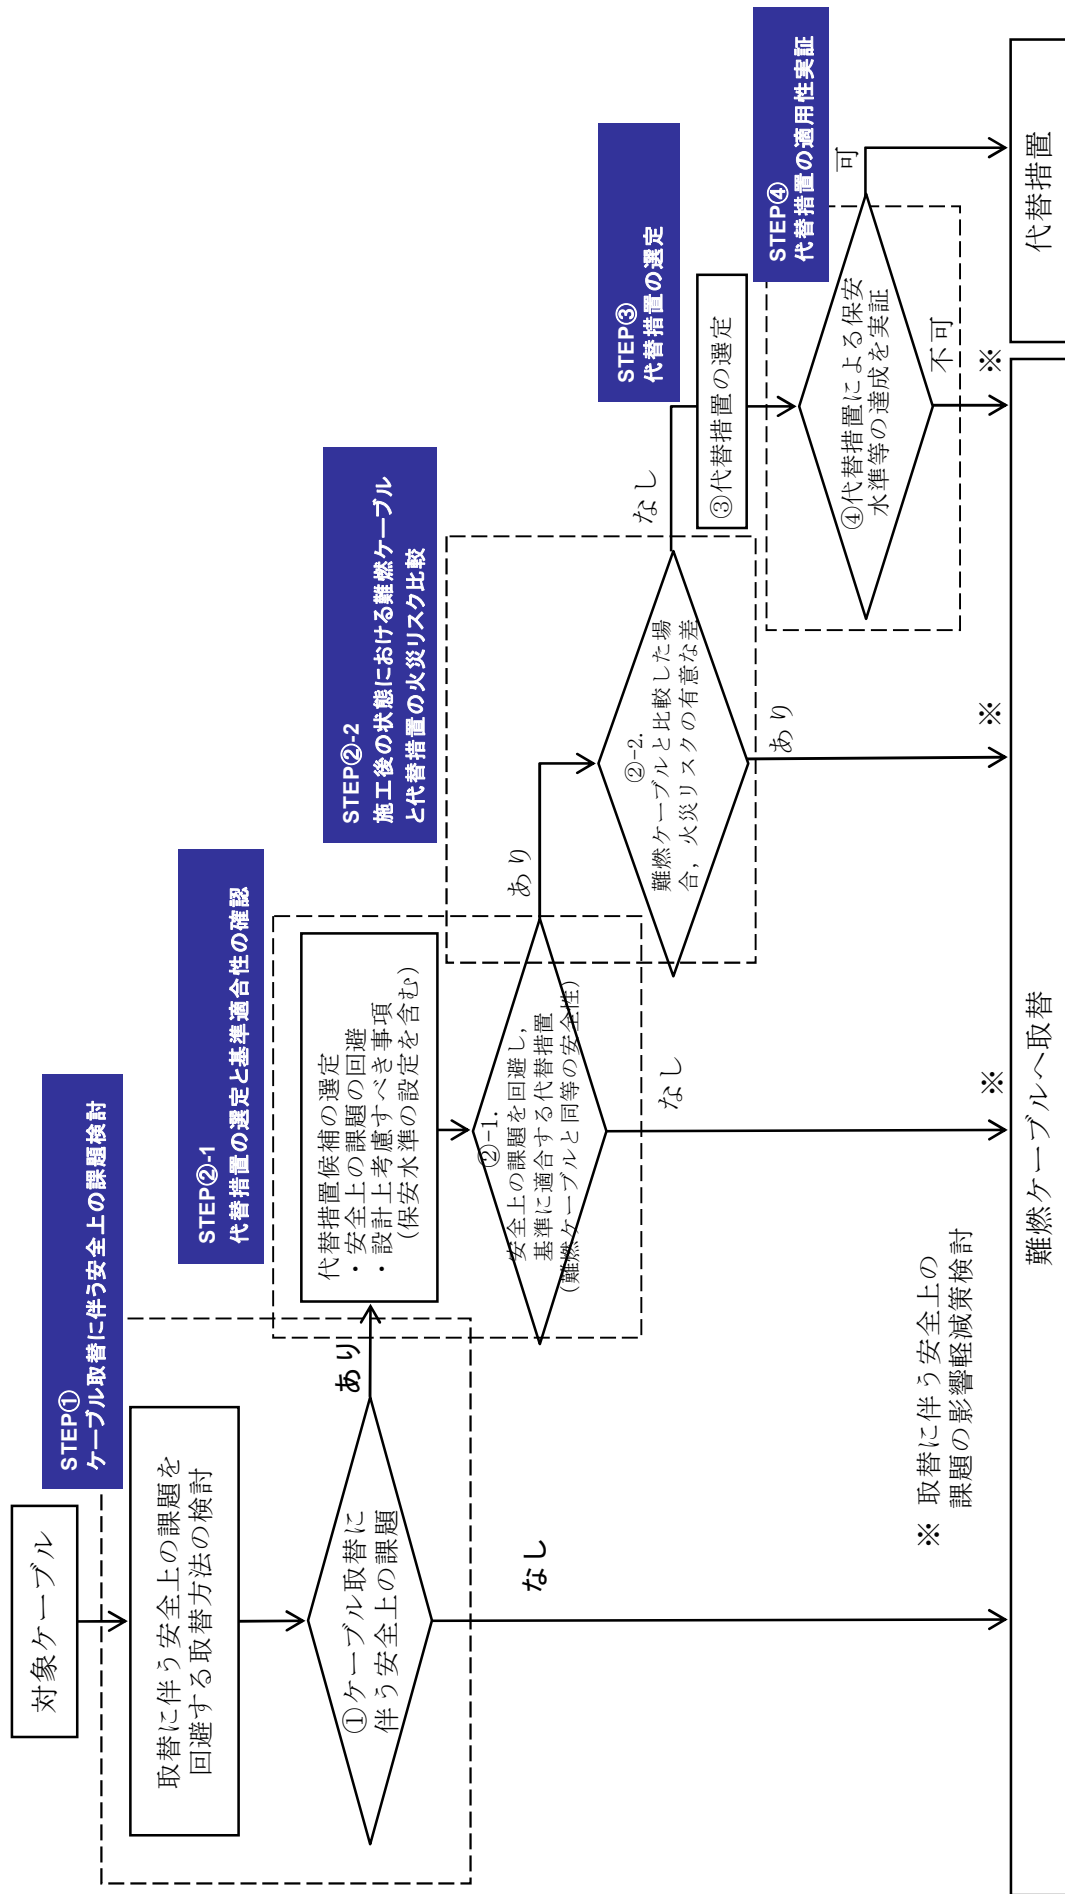 対象ケーブル
STEP①
ケーブル取替に伴う安全上の課題検討
取替に伴う安全上の課題を
回避する取替方法の検討
①ケーブル取替に
伴う安全上の課題
あり
なし
STEP②-1
代替措置の選定と基準適合性の確認
代替措置候補の選定
・安全上の課題の回避
・設計上考慮すべき事項
(保安水準の設定を含む)
②-1.
安全上の課題を回避し,
基準に適合する代替措置
(難燃ケーブルと同等の安全性)
あり
なし
※
STEP②-2
施工後の状態における難燃ケーブル
と代替措置の火災リスク比較
②-2.
難燃ケーブルと比較した場
合，火災リスクの有意な差
なし
あり
※
STEP③
代替措置の選定
③代替措置の選定
STEP④
代替措置の適用性実証
④代替措置による保安
水準等の達成を実証
可
不可
※
※ 取替に伴う安全上の
課題の影響軽減策検討
難燃ケーブルへ取替
代替措置